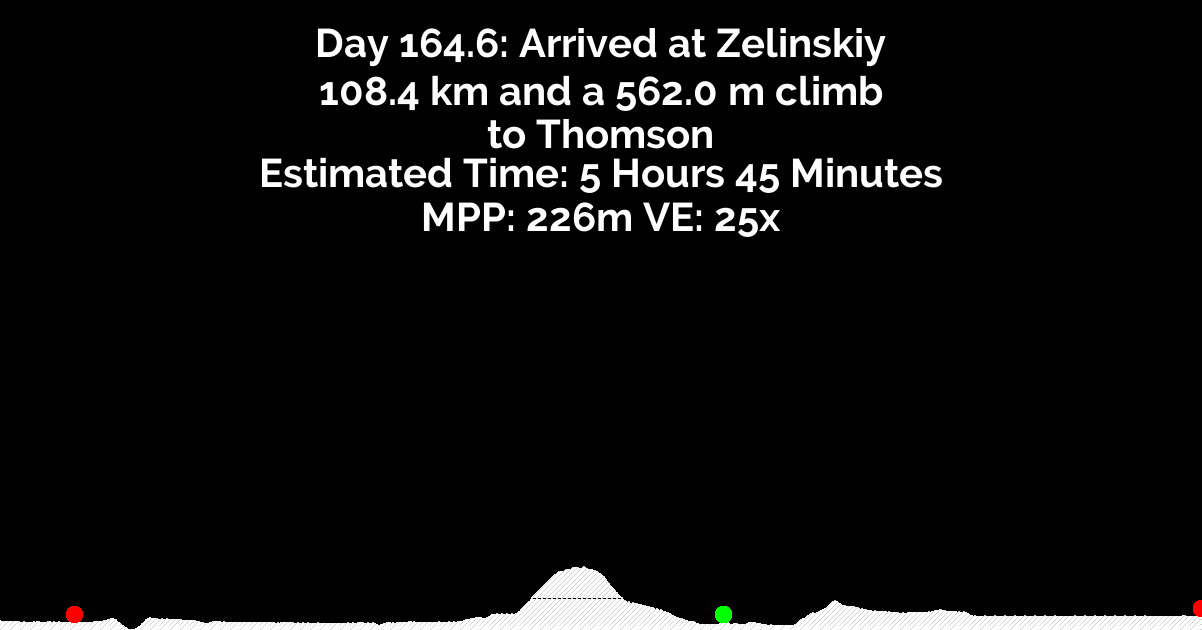 Day 164.6: Arrived at Zelinskiy
108.4 km and a 562.0 m climb
to Thomson
Estimated Time: 5 Hours 45 Minutes
MPP: 226m VE: 25x